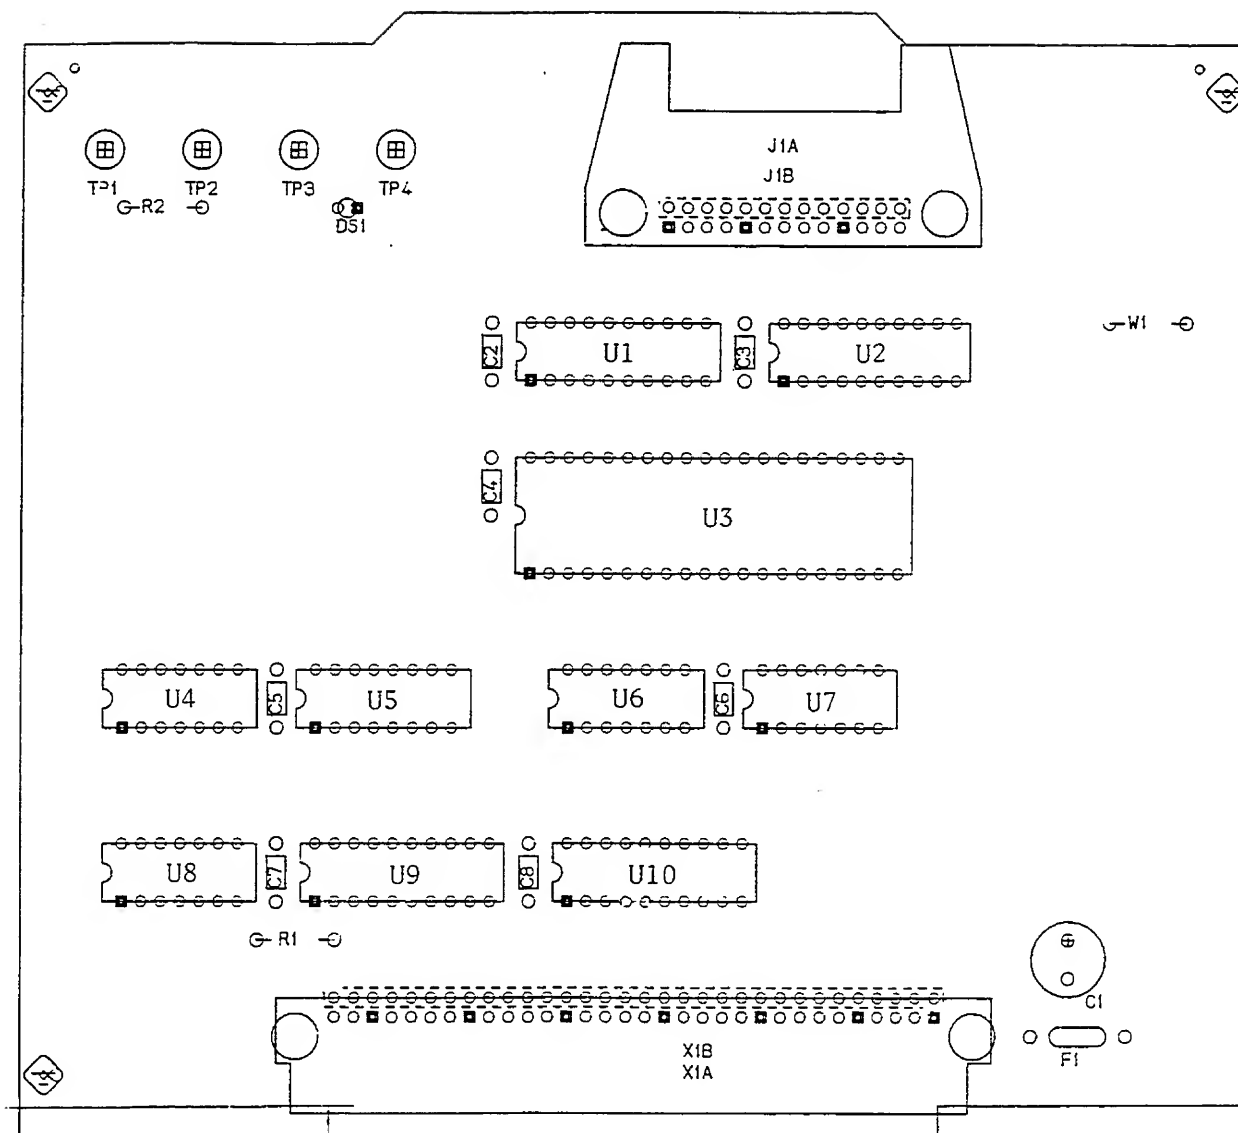 J1A
J1B
TP1 TP2 TP3 TP4
R2
DS1
W1
C2 U1 C3 U2
C4 U3
U4 C5 U5 U6 C6 U7
U8 C7 U9 C8 U10
R1
C1
X1B
F1
X1A